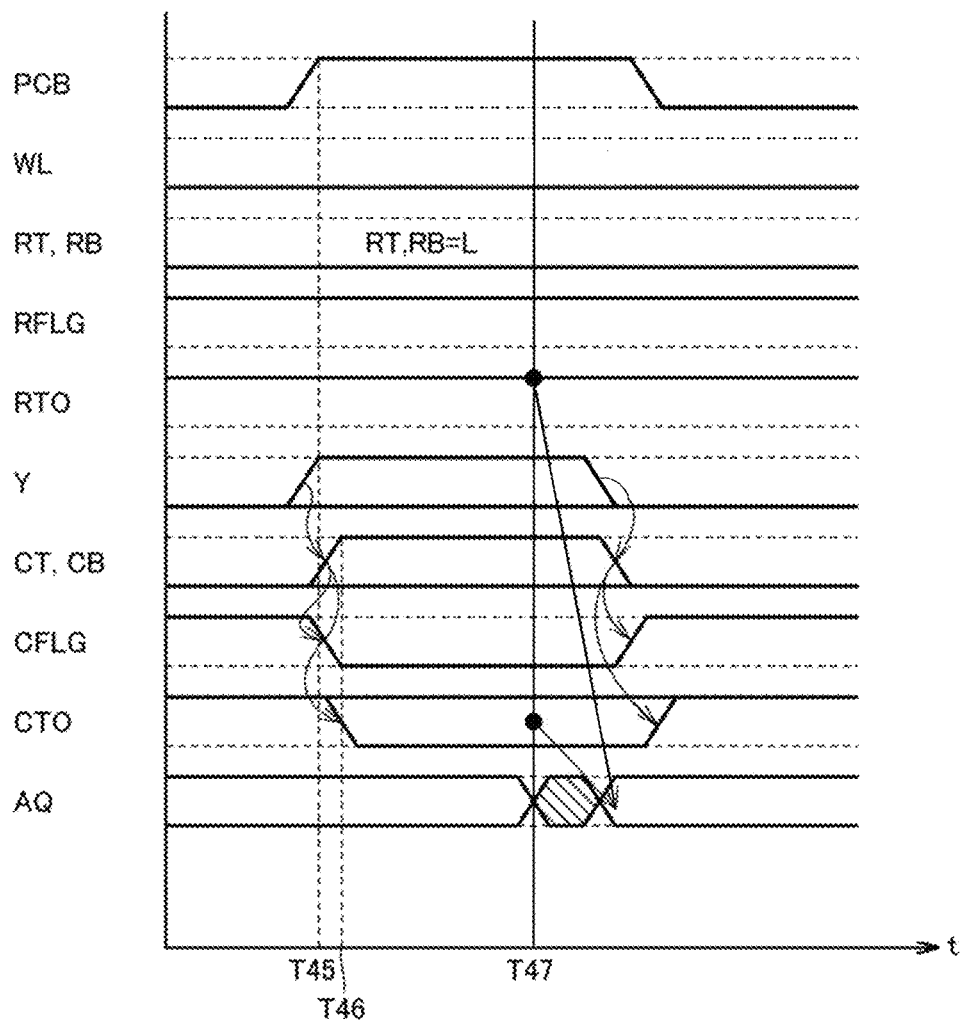 PCB
WL
RT, RB
RT,RB=L
RFLG
RTO
Y
CT, CB
CFLG
CTO
AQ
t
T45
T47
T46